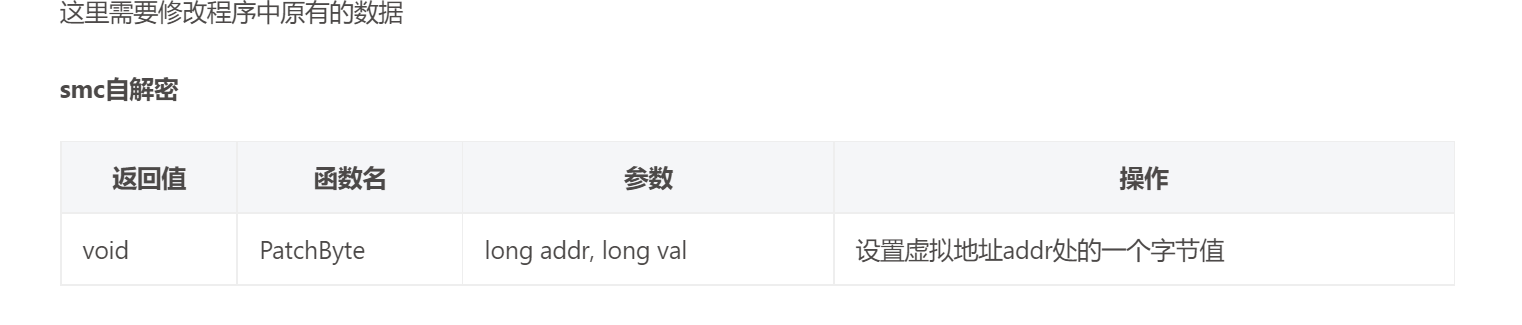 这里需要修改程序中原有的数据
smc自解密
返回值 函数名 参数 操作
void PatchByte long addr, long val 设置虚拟地址addr处的一个字节值